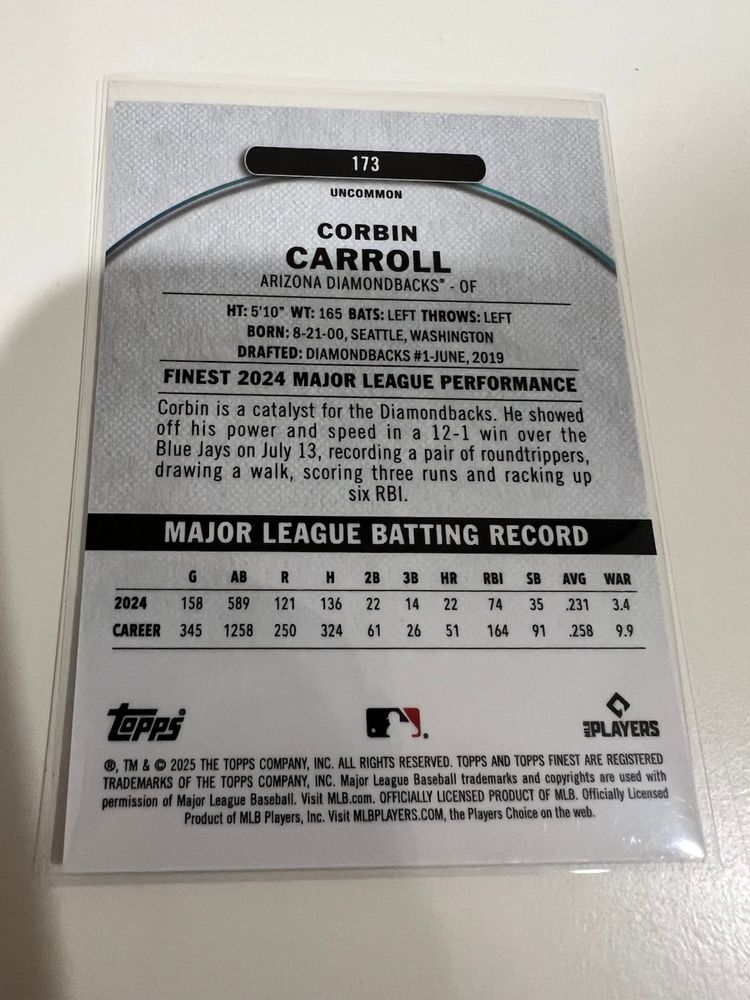 173
UNCOMMON
CORBIN
CARROLL
ARIZONA DIAMONDBACKS® - OF
HT: 5'10" WT: 165 BATS: LEFT THROWS: LEFT
BORN: 8-21-00, SEATTLE, WASHINGTON
DRAFTED: DIAMONDBACKS #1-JUNE, 2019
FINEST 2024 MAJOR LEAGUE PERFORMANCE
Corbin is a catalyst for the Diamondbacks. He showed
off his power and speed in a 12-1 win over the
Blue Jays on July 13, recording a pair of roundtrippers,
drawing a walk, scoring three runs and racking up
six RBI.
MAJOR LEAGUE BATTING RECORD
G AB R H 2B 3B HR RBI SB AVG WAR
2024 158 589 121 136 22 14 22 74 35 .231 3.4
CAREER 345 1258 250 324 61 26 51 164 91 .258 9.9
Topps®
MLB PLAYERS
®, TM & © 2025 THE TOPPS COMPANY, INC. ALL RIGHTS RESERVED. TOPPS AND TOPPS FINEST ARE REGISTERED
TRADEMARKS OF THE TOPPS COMPANY, INC. Major League Baseball trademarks and copyrights are used with
permission of Major League Baseball. Visit MLB.com. OFFICIALLY LICENSED PRODUCT OF MLB. Officially Licensed
Product of MLB Players, Inc. Visit MLBPLAYERS.COM, the Players Choice on the web.